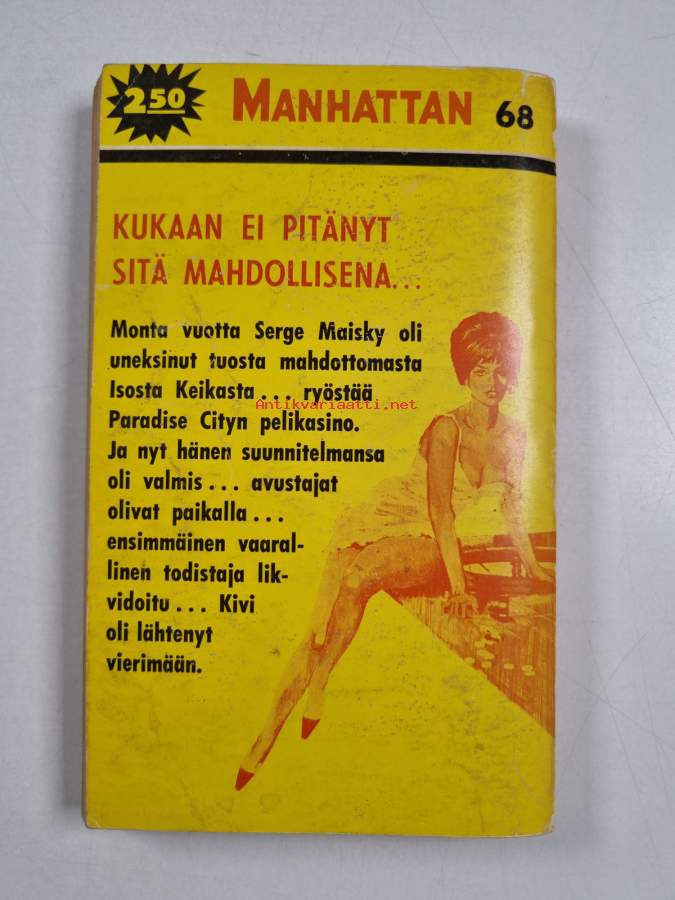 2.50 MANHATTAN 68
KUKAAN EI PITÄNYT
SITÄ MAHDOLLISENA...
Monta vuotta Serge Maisky oli
uneksinut tuosta mahdottomasta
Isosta Keikasta... ryöstää
Antikvariaatti.net
Paradise Cityn pelikasino.
Ja nyt hänen suunnitelmansa
oli valmis... avustajat
olivat paikalla...
ensimmäinen vaaral-
linen todistaja lik-
vidoitu... Kivi
oli lähtenyt
vierimään.